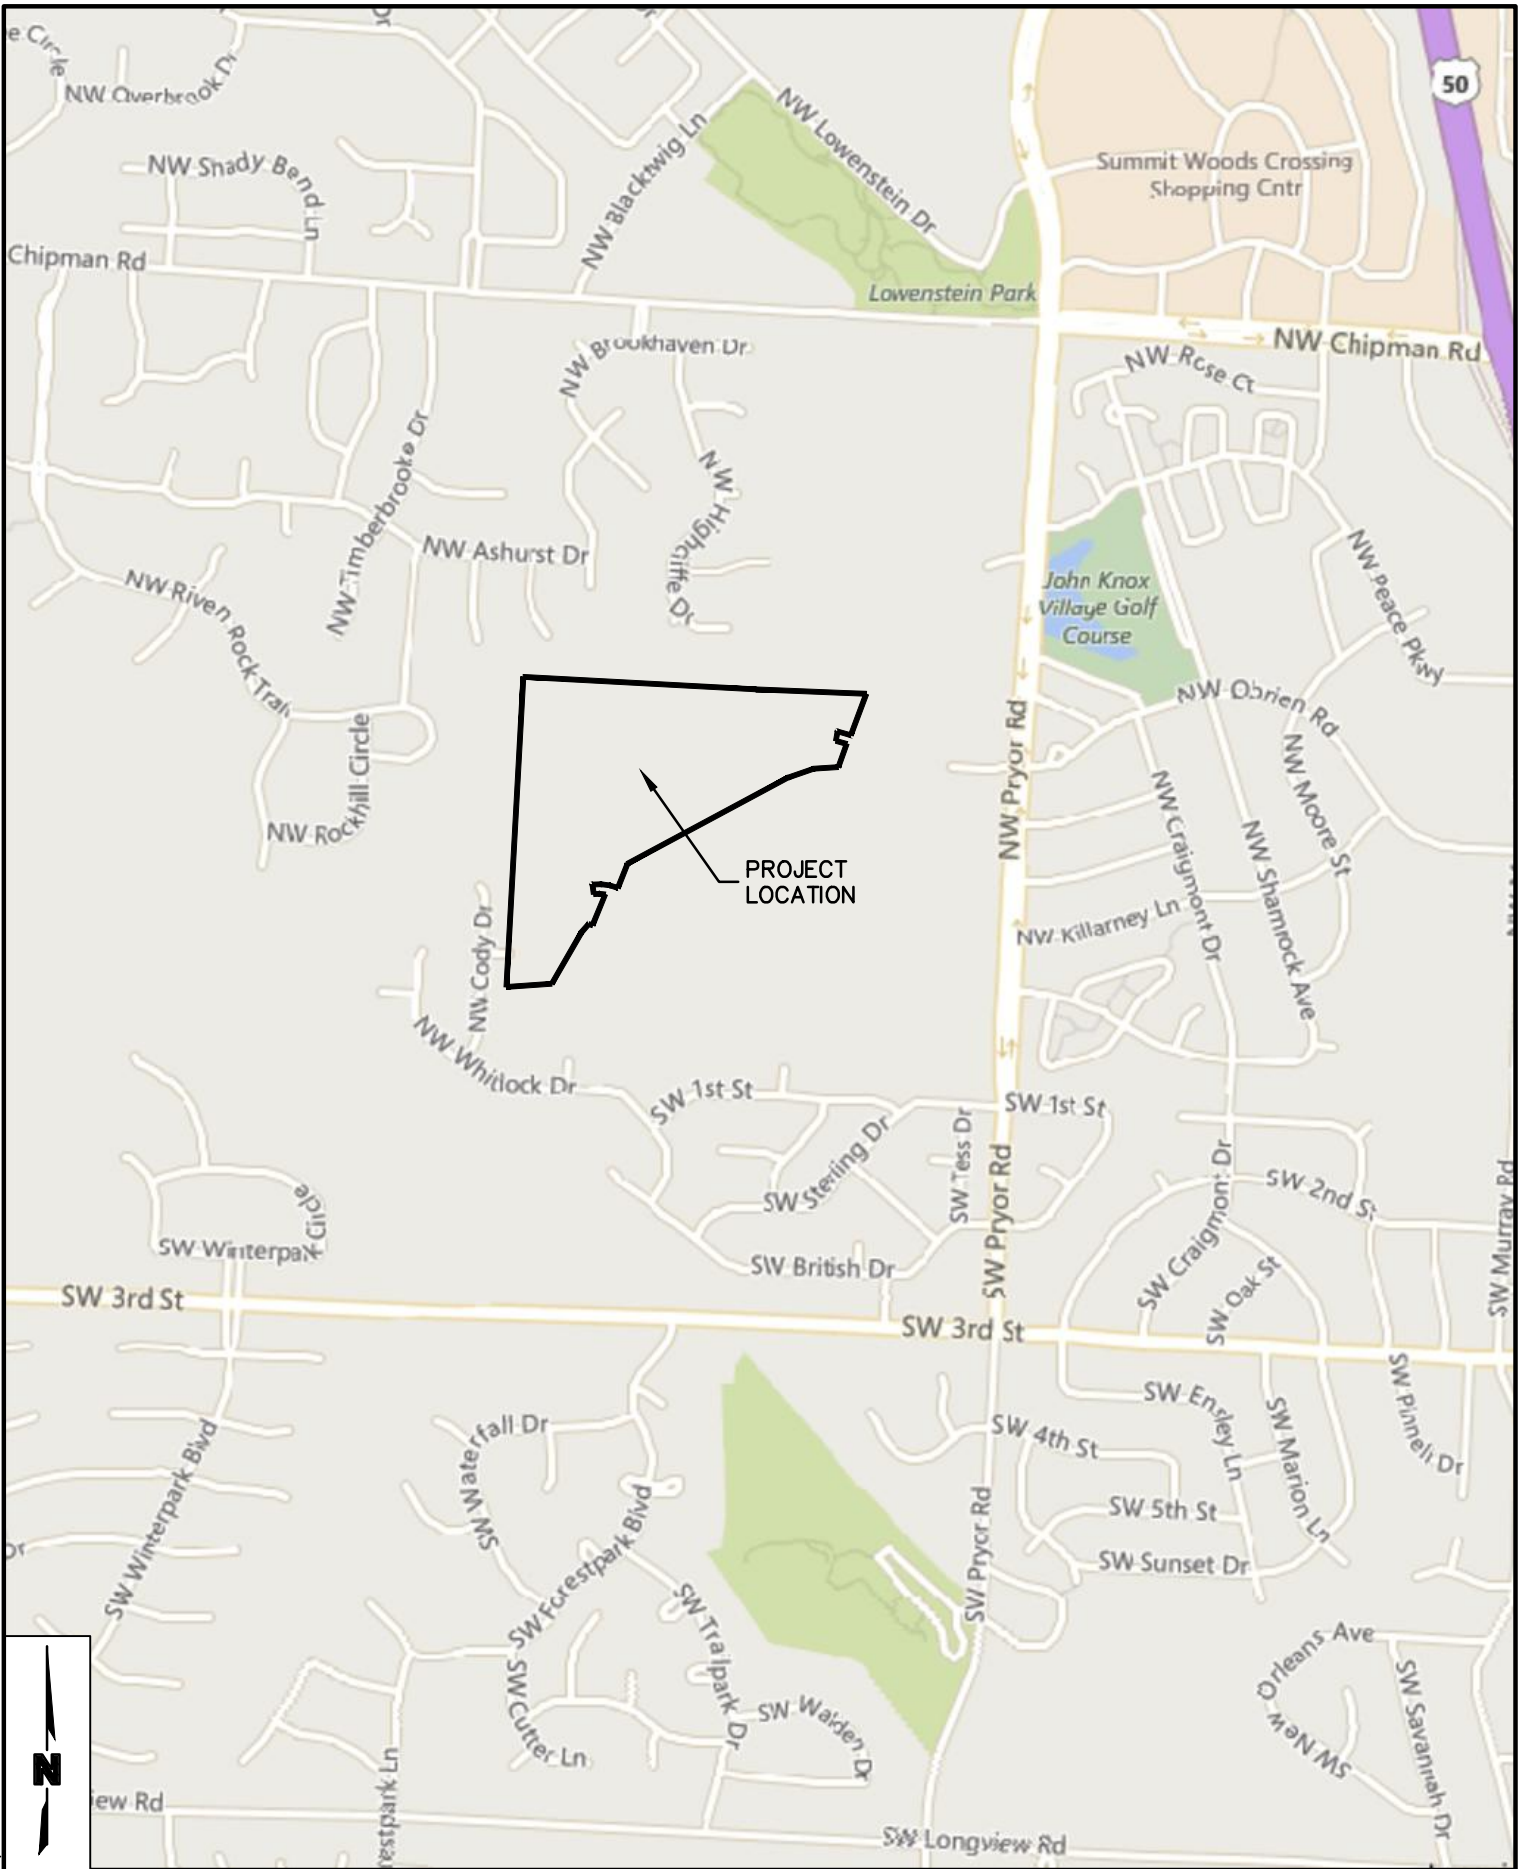 NW Overbrook Dr
50
NW Lowenstein Dr
NW Blacktwig Ln
NW Shady Bend Ln
Summit Woods Crossing
Shopping Cntr
Chipman Rd
Lowenstein Park
NW Chipman Rd
NW Brookhaven Dr
NW Rose Ct
NW Timberbrooke Dr
NW Highcliffe Dr
NW Ashurst Dr
NW Peace Pkwy
John Knox
Village Golf
Course
NW Riven Rock Trail
NW Obrien Rd
NW Rockhill Circle
NW Pryor Rd
NW Moore St
NW Craigmont Dr
NW Shamrock Ave
PROJECT
LOCATION
NW Killarney Ln
NW Cody Dr
NW Whitlock Dr
SW 1st St
SW 1st St
SW Sterling Dr
SW Tess Dr
SW Pryor Rd
SW Craigmont Dr
SW 2nd St
SW Murray Rd
SW Winterpark Circle
SW British Dr
SW Oak St
SW 3rd St
SW 3rd St
SW Waterfall Dr
SW Ensley Ln
SW Pinnell Dr
SW 4th St
SW Marion Ln
SW Winterpark Blvd
SW Forestpark Blvd
SW Pryor Rd
SW 5th St
SW Sunset Dr
SW Trailpark Dr
SW Cutter Ln
SW Walden Dr
SW New Orleans Ave
SW Savannah Dr
N
iew Rd
restpark Ln
SW Longview Rd